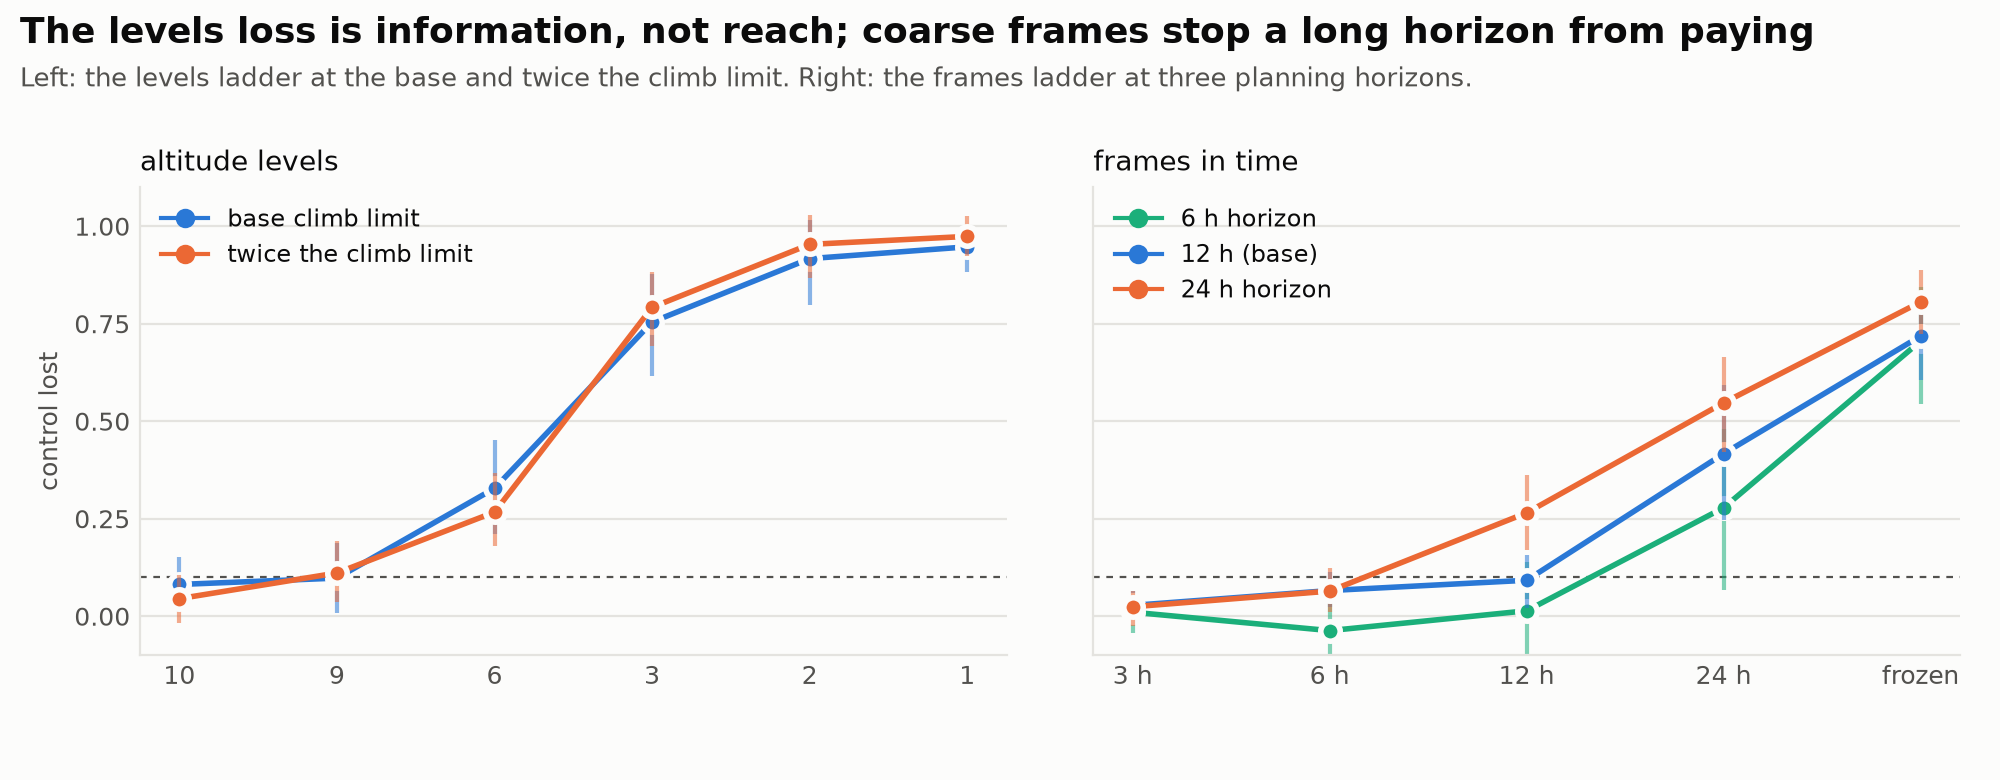 The levels loss is information, not reach; coarse frames stop a long horizon from paying
Left: the levels ladder at the base and twice the climb limit. Right: the frames ladder at three planning horizons.
altitude levels
base climb limit
twice the climb limit
control lost
1.00
0.75
0.50
0.25
0.00
10 9 6 3 2 1
frames in time
6 h horizon
12 h (base)
24 h horizon
3 h 6 h 12 h 24 h frozen